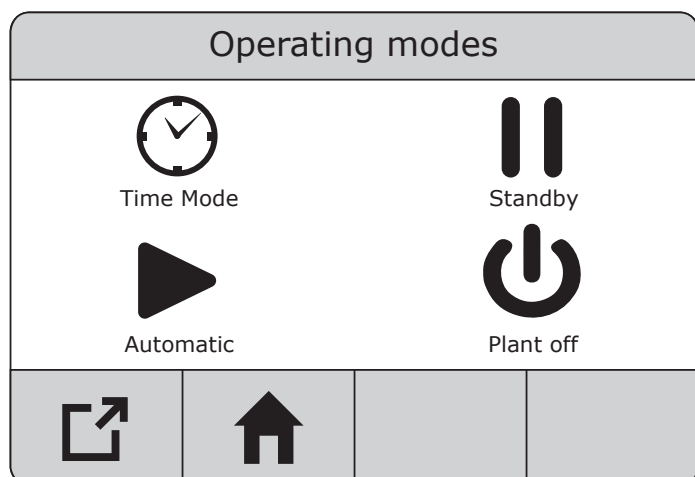 Operating modes
Time Mode
Standby
Automatic
Plant off